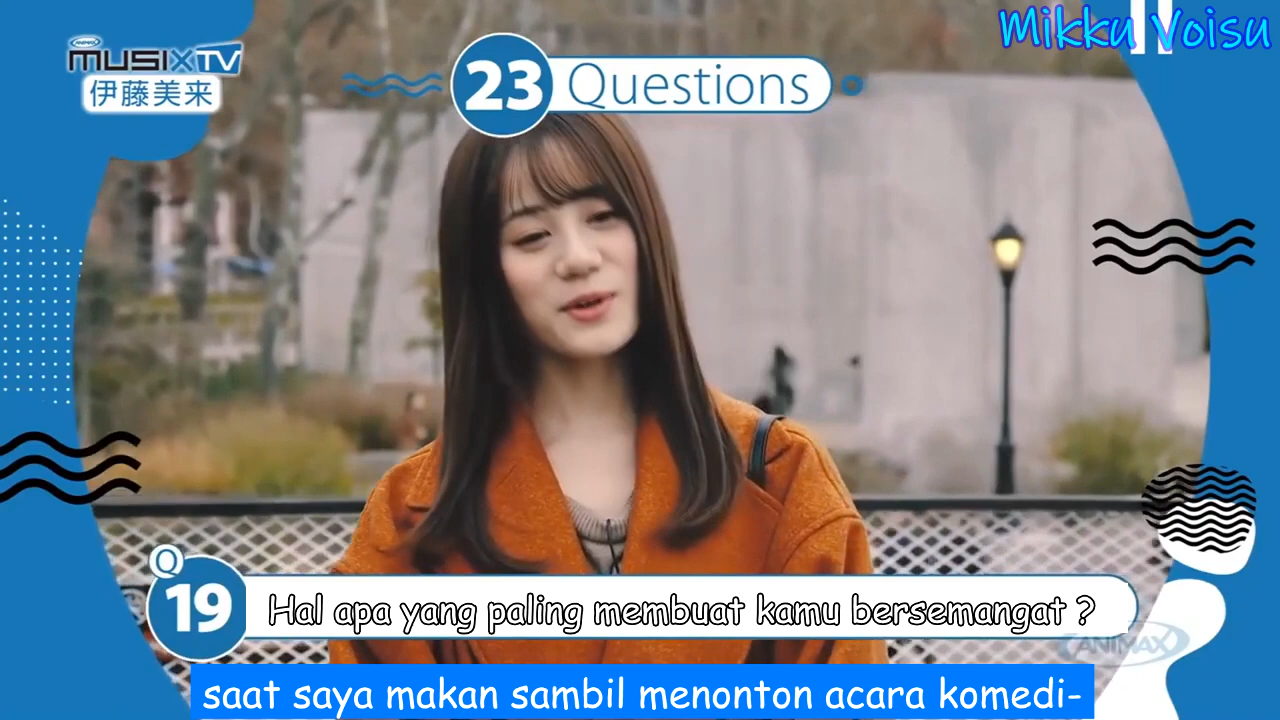 Mikku Voisu
ANIMAX
MUSIX TV
伊藤美来
23 Questions
Q
19
Hal apa yang paling membuat kamu bersemangat ?
ANIMAX
saat saya makan sambil menonton acara komedi-